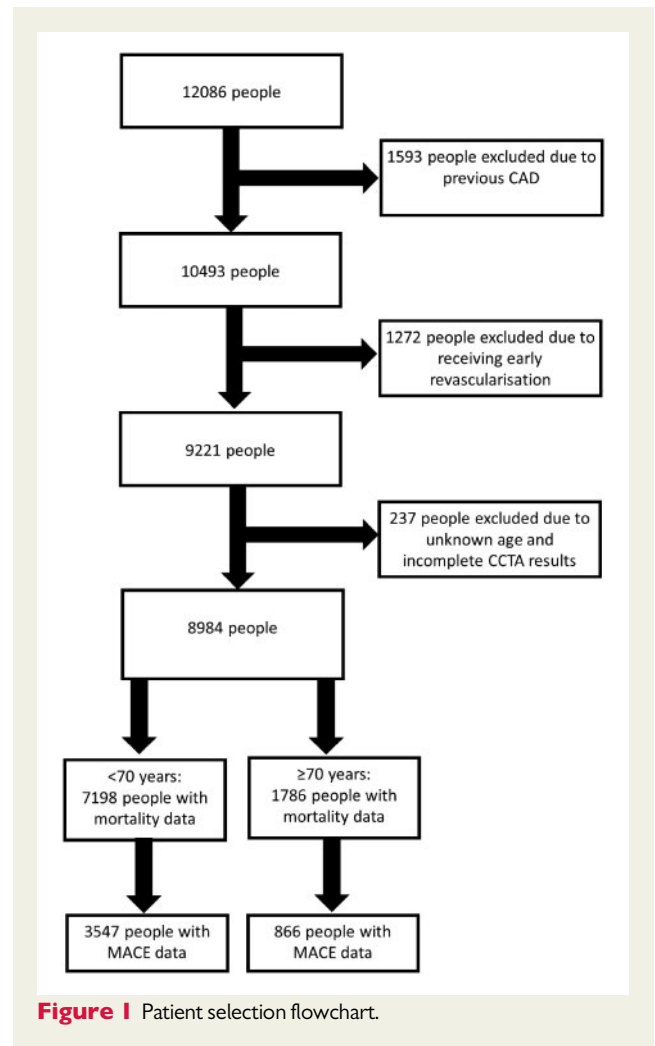 12086 people
1593 people excluded due to
previous CAD
10493 people
1272 people excluded due to
receiving early
revascularisation
9221 people
237 people excluded due to
unknown age and
incomplete CCTA results
8984 people
<70 years:
7198 people with
mortality data
≥70 years:
1786 people with
mortality data
3547 people with
MACE data
866 people with
MACE data
Figure 1 Patient selection flowchart.